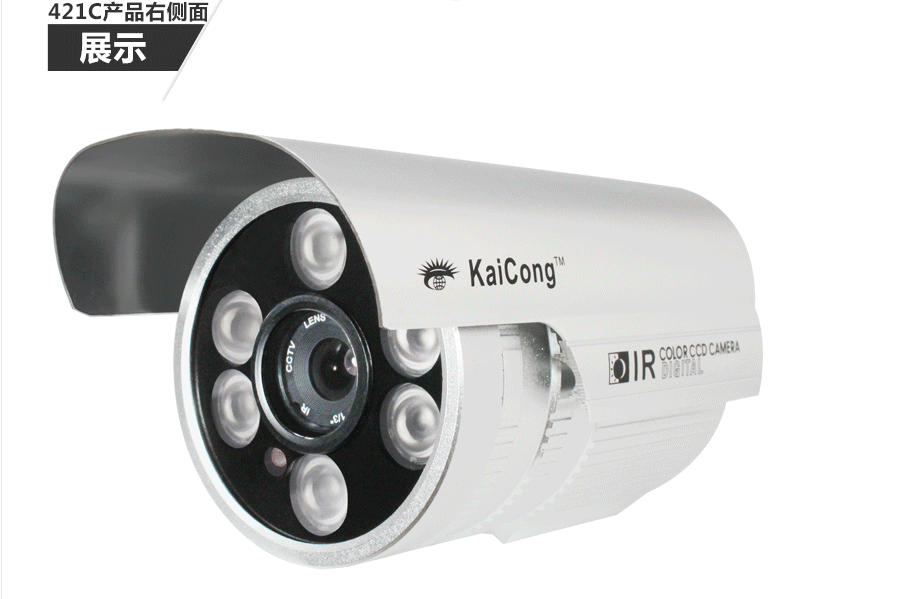 421C产品右侧面
展示
KaiCong™
IR COLOR CCD CAMERA
DIGITAL
LENS
CCTV
IR
1/3"